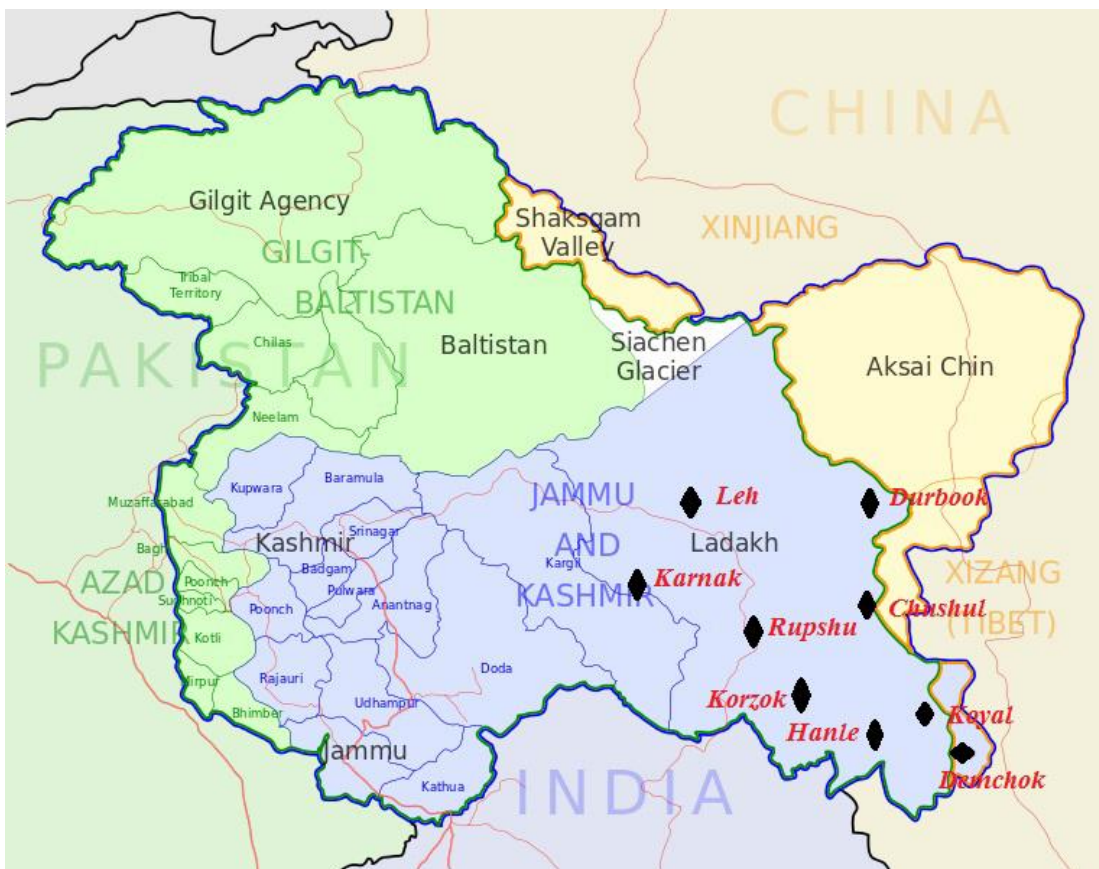 CHINA
Gilgit Agency
Shaksgam
Valley
XINJIANG
GILGIT-
Tribal
Territory
BALTISTAN
Chilas
Baltistan
Siachen
Glacier
PAKISTAN
Aksai Chin
Neelam
Kupwara
Baramula
JAMMU
Leh
Durbook
Muzaffarabad
Srinagar
Kashmir
AND
Ladakh
Bagh
Badgam
Kargil
XIZANG
AZAD
Poonch
Pulwara
Karnak
KASHMIR
Sudhnoti
Poonch
Anantnag
Chushul
(TIBET)
KASHMIR
Kotli
Rupshu
Doda
Mirpur
Rajauri
Udhampur
Korzok
Bhimber
Koyal
Hanle
Jammu
Kathua
Demchok
INDIA